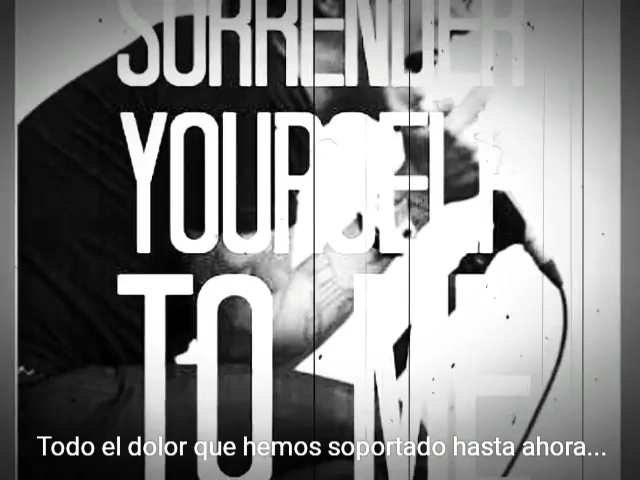 SURRENDER
YOURSELF
TO ME
Todo el dolor que hemos soportado hasta ahora...